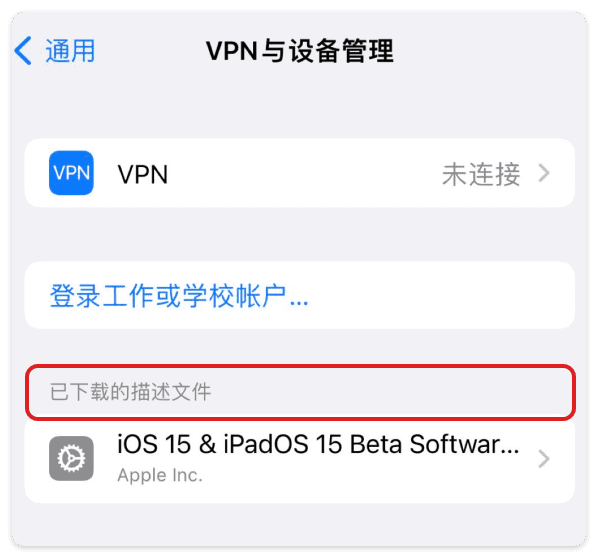 通用
VPN与设备管理
VPN
VPN
未连接
登录工作或学校帐户...
已下载的描述文件
iOS 15 & iPadOS 15 Beta Softwar...
Apple Inc.